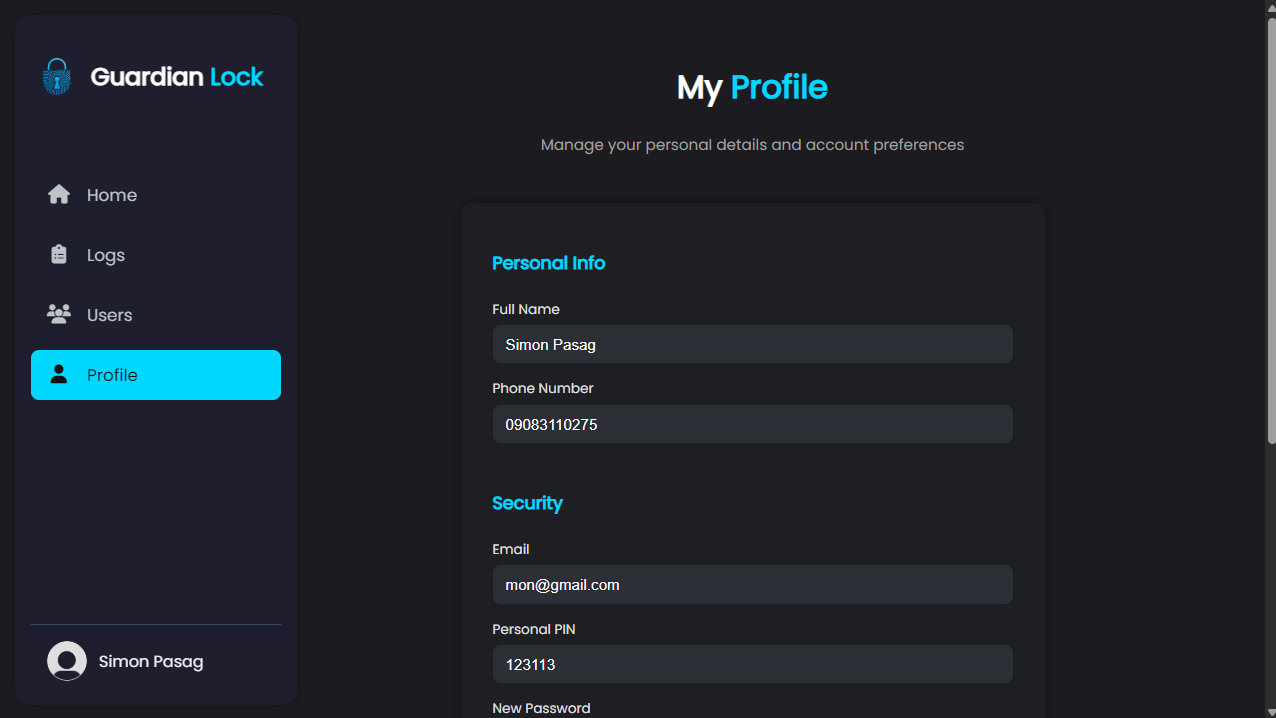 Guardian Lock
Home
Logs
Users
Profile
Simon Pasag
My Profile
Manage your personal details and account preferences
Personal Info
Full Name
Simon Pasag
Phone Number
09083110275
Security
Email
mon@gmail.com
Personal PIN
123113
New Password